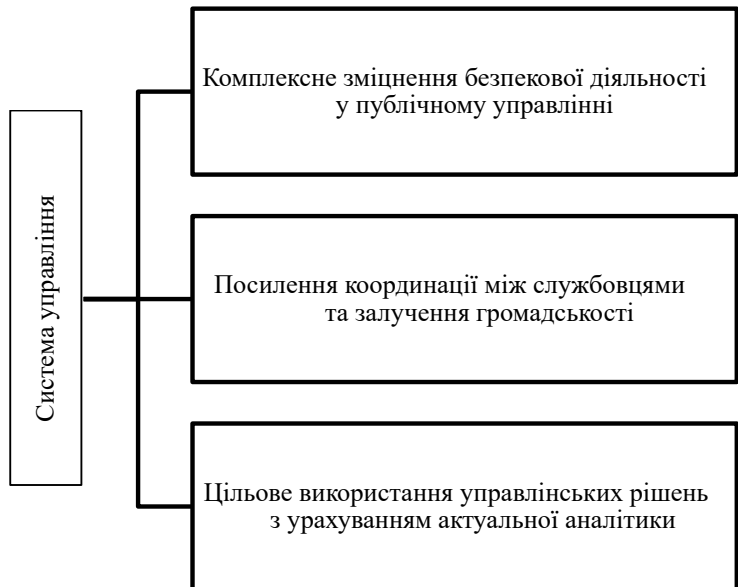 Система управління
Комплексне зміцнення безпекової діяльності
у публічному управлінні
Посилення координації між службовцями
та залучення громадськості
Цільове використання управлінських рішень
з урахуванням актуальної аналітики